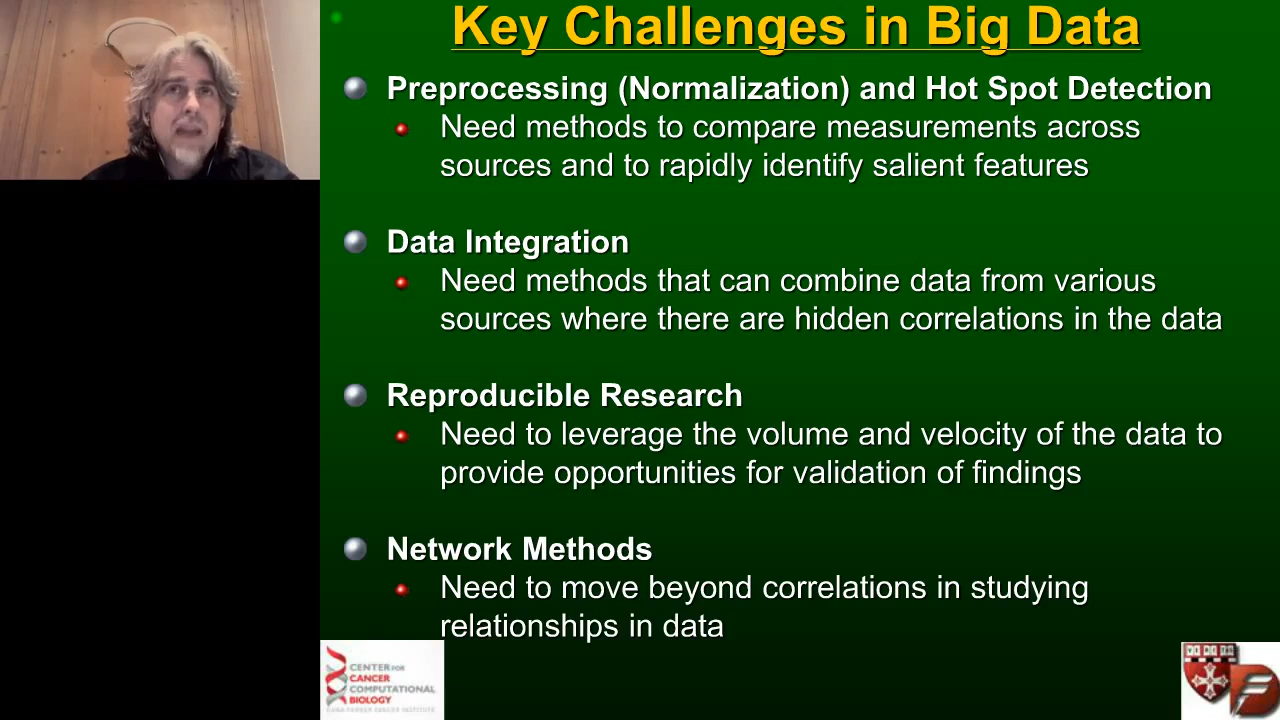 Key Challenges in Big Data
Preprocessing (Normalization) and Hot Spot Detection
Need methods to compare measurements across
sources and to rapidly identify salient features
Data Integration
Need methods that can combine data from various
sources where there are hidden correlations in the data
Reproducible Research
Need to leverage the volume and velocity of the data to
provide opportunities for validation of findings
Network Methods
Need to move beyond correlations in studying
relationships in data
CENTER FOR
CANCER
COMPUTATIONAL
BIOLOGY
DANA-FARBER CANCER INSTITUTE